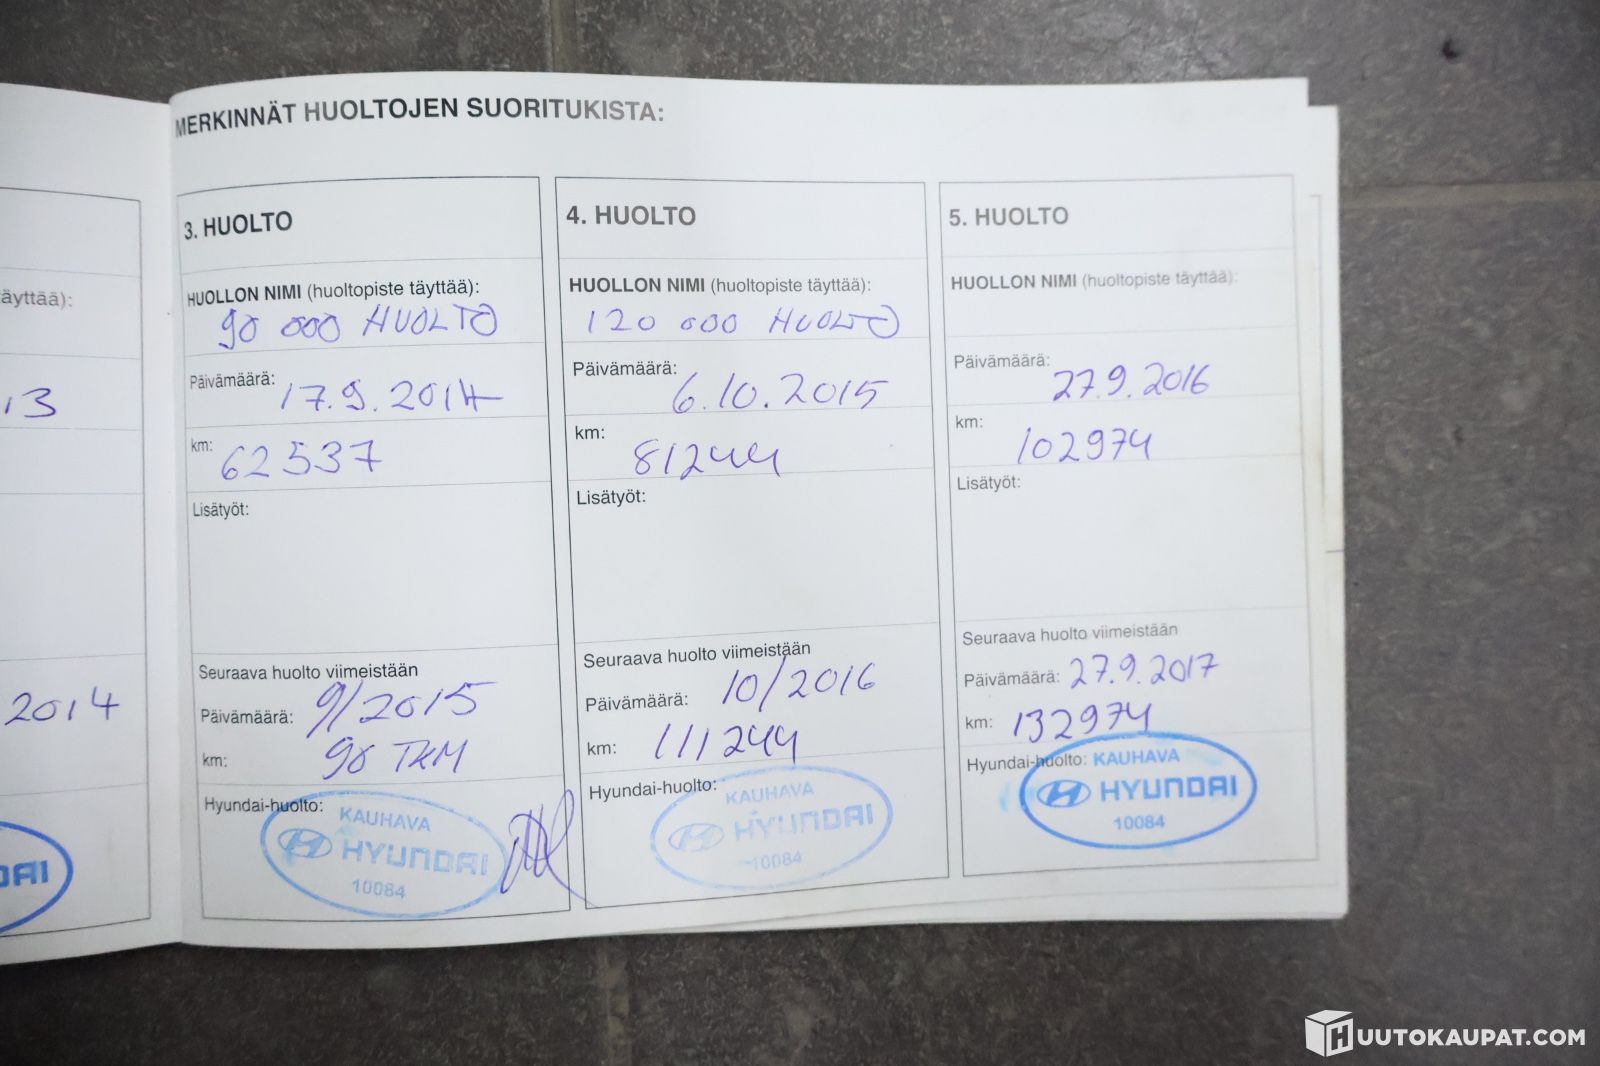 MERKINNÄT HUOLTOJEN SUORITUKISTA:
äyttää):
13
2014
DAI
3. HUOLTO
HUOLLON NIMI (huoltopiste täyttää):
90 000 HUOLTO
Päivämäärä: 17.9.2014
km: 62537
Lisätyöt:
Seuraava huolto viimeistään
Päivämäärä: 9/2015
km: 90 TKM
Hyundai-huolto:
KAUHAVA
HYUNDAI
10084
4. HUOLTO
HUOLLON NIMI (huoltopiste täyttää):
120 000 HUOLTO
Päivämäärä: 6.10.2015
km: 81244
Lisätyöt:
Seuraava huolto viimeistään
Päivämäärä: 10/2016
km: 111244
Hyundai-huolto:
KAUHAVA
HYUNDAI
10084
5. HUOLTO
HUOLLON NIMI (huoltopiste täyttää):
Päivämäärä: 27.9.2016
km: 102974
Lisätyöt:
Seuraava huolto viimeistään
Päivämäärä: 27.9.2017
km: 132974
Hyundai-huolto: KAUHAVA
HYUNDAI
10084
HUUTOKAUPAT.COM